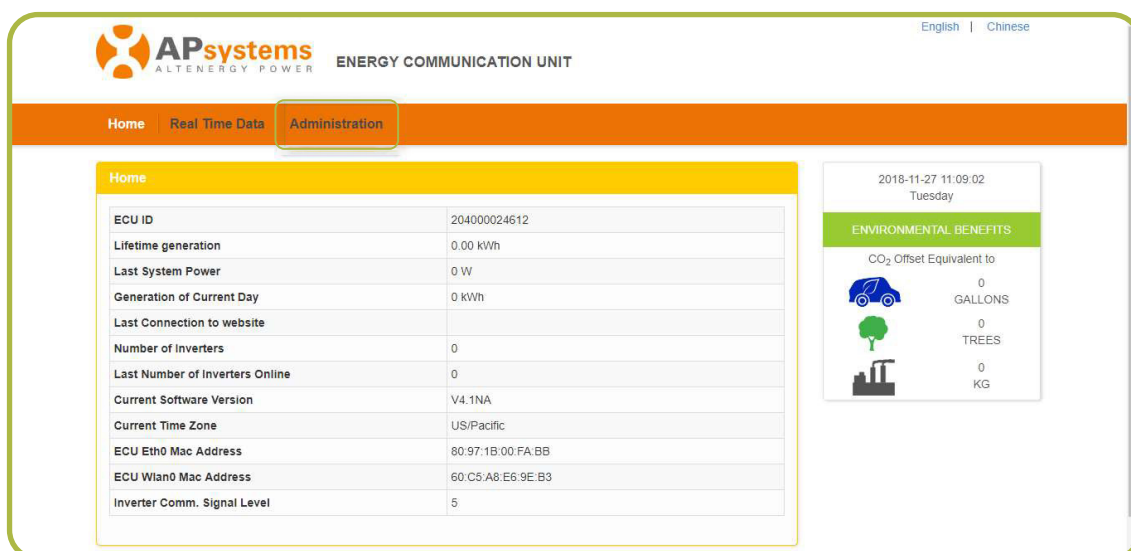 English | Chinese
APsystems
ALTENERGY POWER
ENERGY COMMUNICATION UNIT
Home Real Time Data Administration
Home
ECU ID 204000024612
Lifetime generation 0.00 kWh
Last System Power 0 W
Generation of Current Day 0 kWh
Last Connection to website
Number of Inverters 0
Last Number of Inverters Online 0
Current Software Version V4.1NA
Current Time Zone US/Pacific
ECU Eth0 Mac Address 80:97:1B:00:FA:BB
ECU Wlan0 Mac Address 60:C5:A8:E6:9E:B3
Inverter Comm. Signal Level 5
2018-11-27 11:09:02
Tuesday
ENVIRONMENTAL BENEFITS
CO₂ Offset Equivalent to
0
GALLONS
0
TREES
0
KG